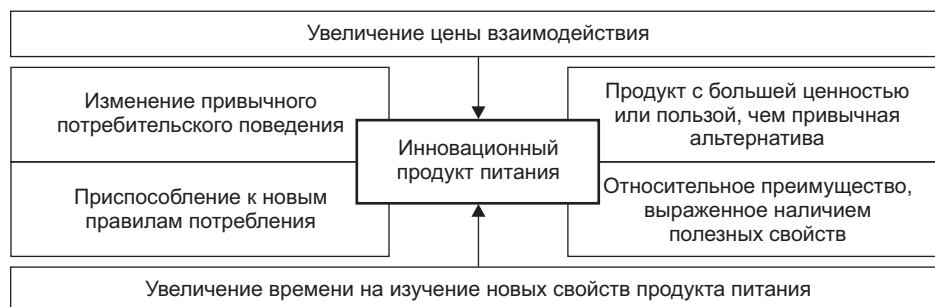 Увеличение цены взаимодействия
Изменение привычного
потребительского поведения
Продукт с большей ценностью
или пользой, чем привычная
альтернатива
Инновационный
продукт питания
Приспособление к новым
правилам потребления
Относительное преимущество,
выраженное наличием
полезных свойств
Увеличение времени на изучение новых свойств продукта питания